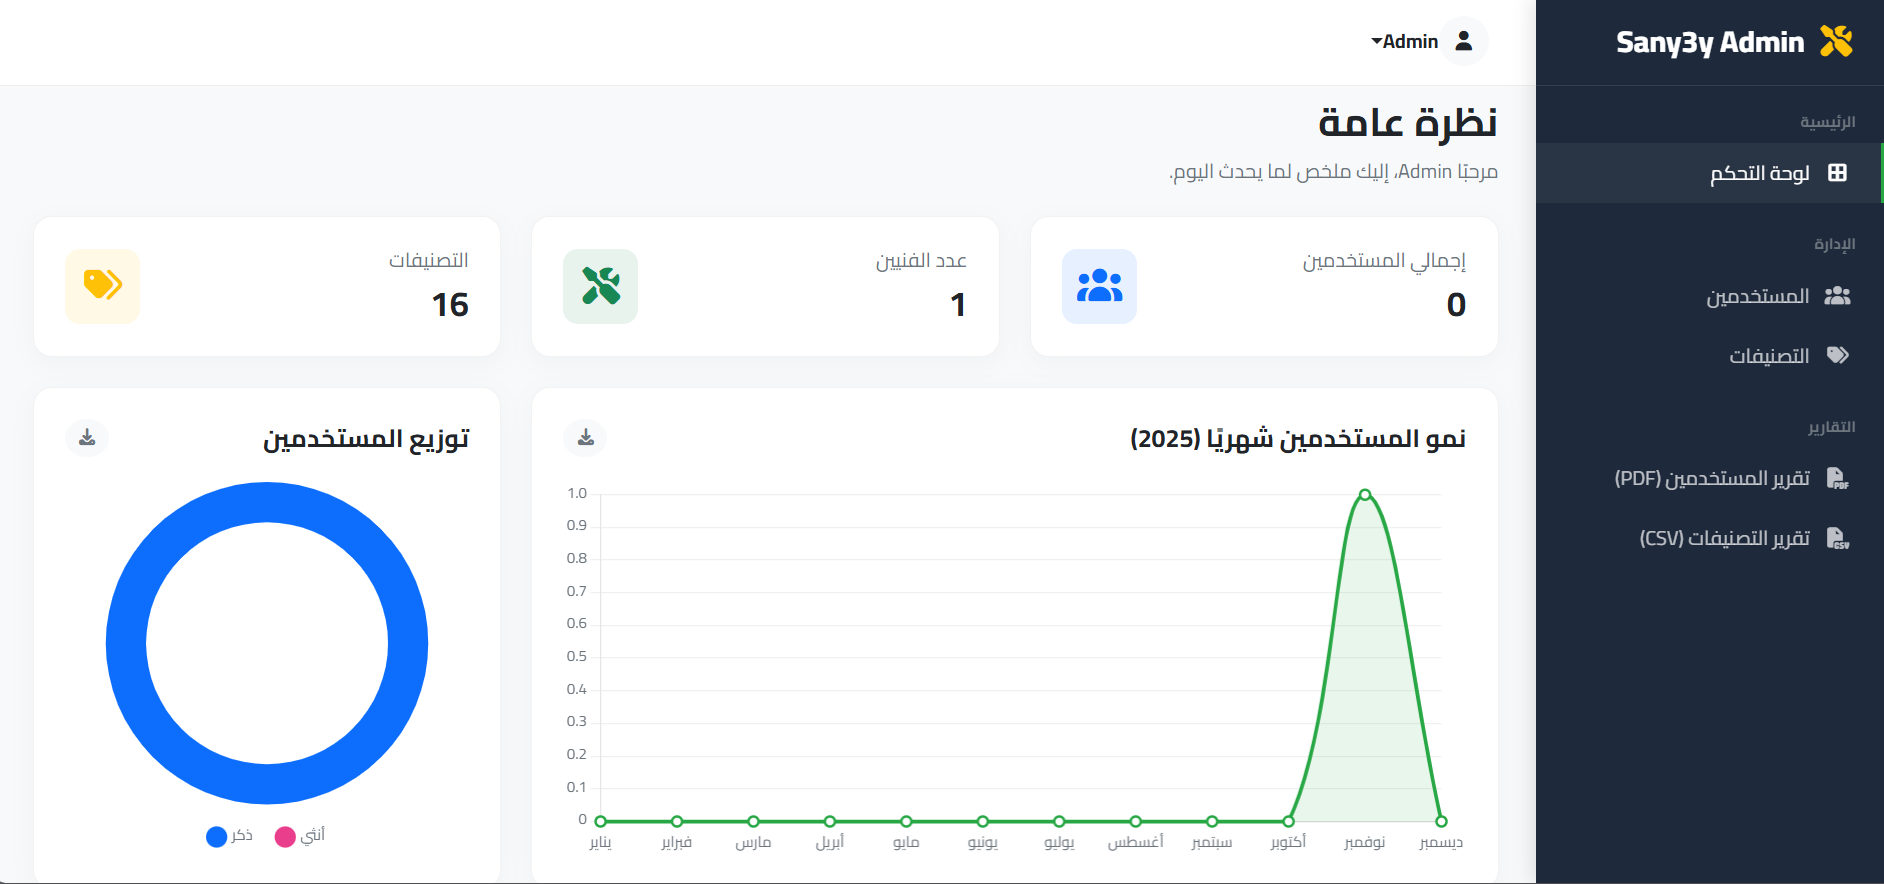 Sany3y Admin
الرئيسية
لوحة التحكم
الإدارة
المستخدمين
التصنيفات
التقارير
تقرير المستخدمين (PDF)
تقرير التصنيفات (CSV)
Admin
نظرة عامة
مرحبًا Admin، إليك ملخص لما يحدث اليوم.
إجمالي المستخدمين
0
عدد الفنيين
1
التصنيفات
16
نمو المستخدمين شهريًا (2025)
1.0
0.9
0.8
0.7
0.6
0.5
0.4
0.3
0.2
0.1
0
يناير فبراير مارس أبريل مايو يونيو يوليو أغسطس سبتمبر أكتوبر نوفمبر ديسمبر
توزيع المستخدمين
أنثى ذكر